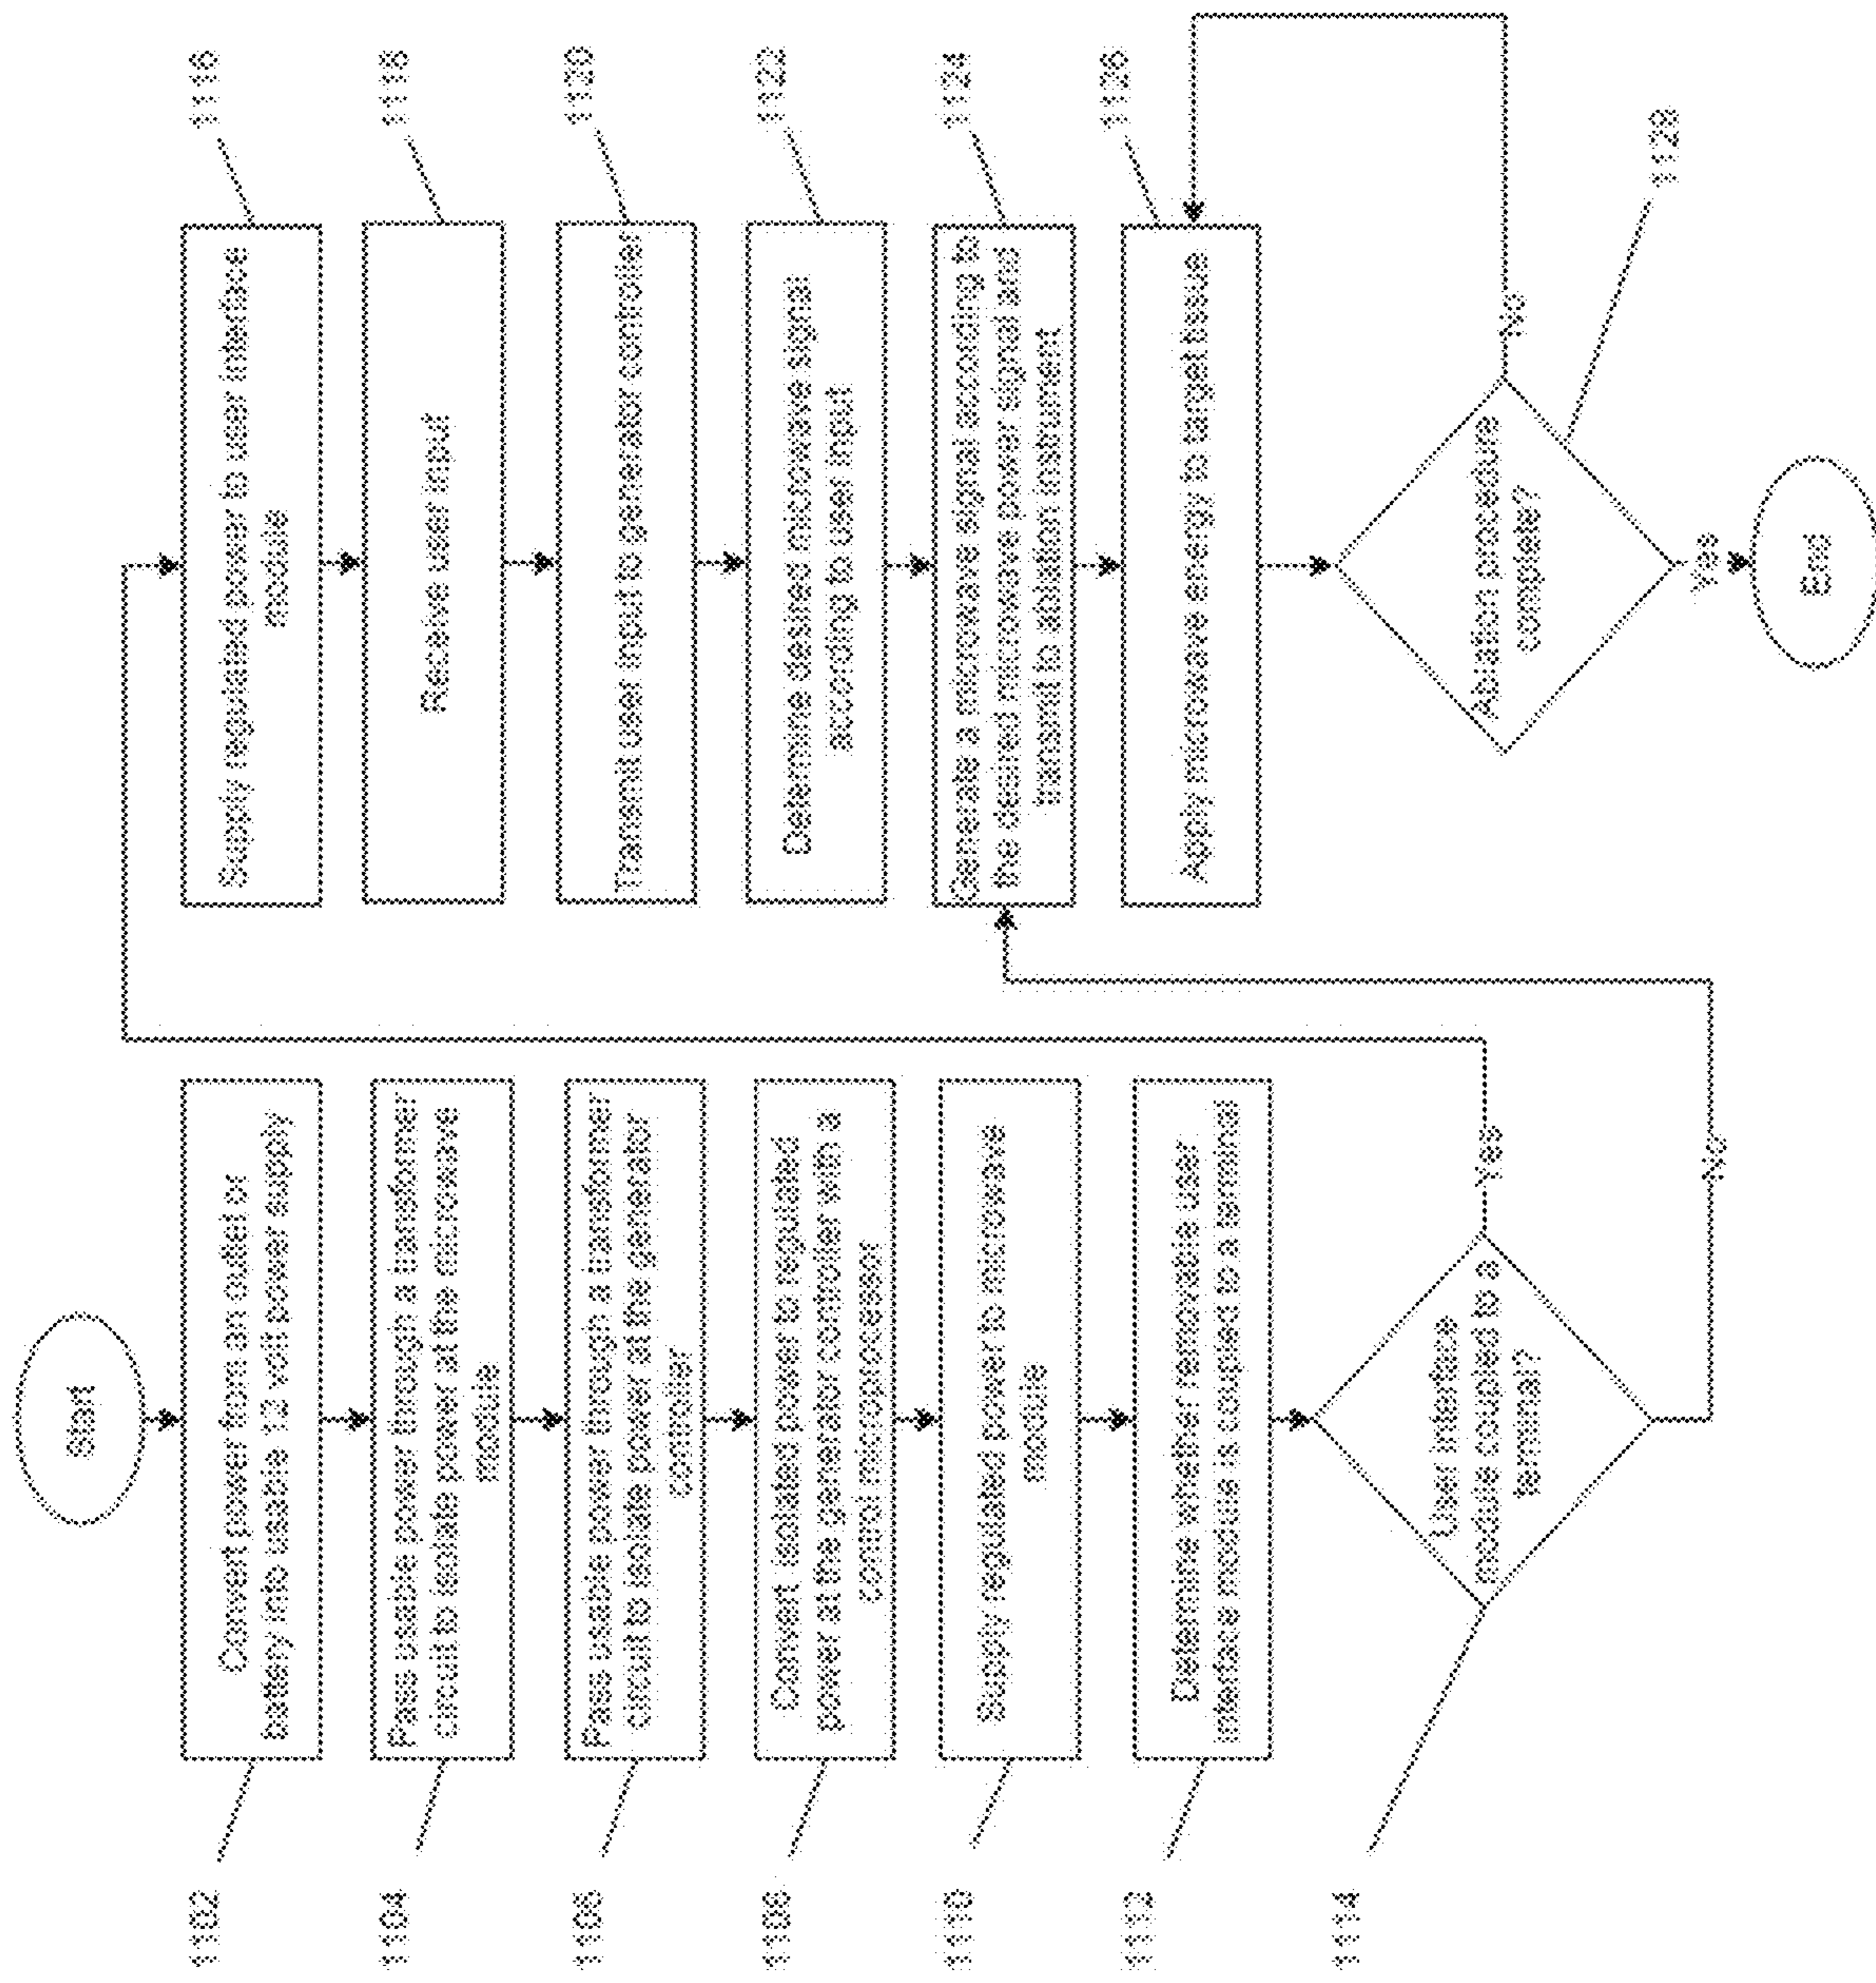 Start
1102
Convert power from an outlet or
battery into usable 12 volt power supply
1104
Pass usable power through a transformer
circuit to isolate power at the microwave
module
1106
Pass usable power through a transformer
circuit to isolate power at the generator
controller
1108
Convert isolated power to regulated
power at the generator controller with a
control microprocessor
1110
Supply regulated power to microwave
module
1112
Determine whether removable user
interface module is coupled to a terminal
1114
User interface
module coupled to a
terminal?
Yes
No
1116
Supply regulated power to user interface
module
1118
Receive user input
1120
Transmit user input to generator controller
1122
Determine desired microwave signal
according to user input
1124
Generate a microwave signal according to
the desired microwave power signal and
transmit to ablation instrument
1126
Apply microwave energy to target tissue
1128
Ablation procedure
complete?
No
Yes
End